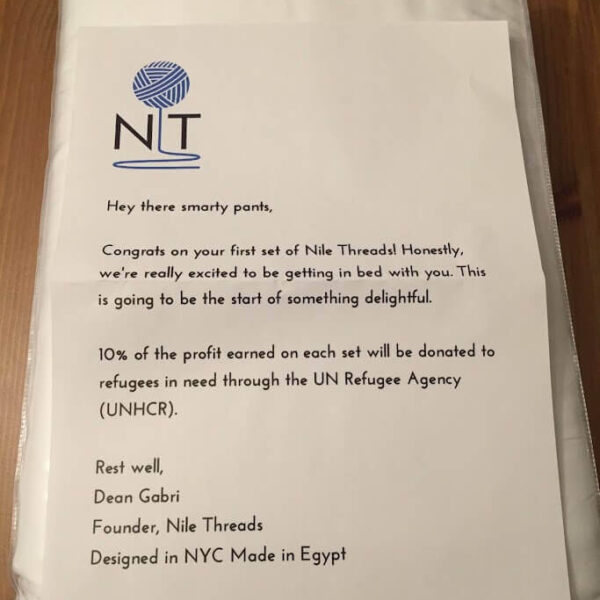 NT
Hey there smarty pants,
Congrats on your first set of Nile Threads! Honestly,
we're really excited to be getting in bed with you. This
is going to be the start of something delightful.
10% of the profit earned on each set will be donated to
refugees in need through the UN Refugee Agency
(UNHCR).
Rest well,
Dean Gabri
Founder, Nile Threads
Designed in NYC Made in Egypt